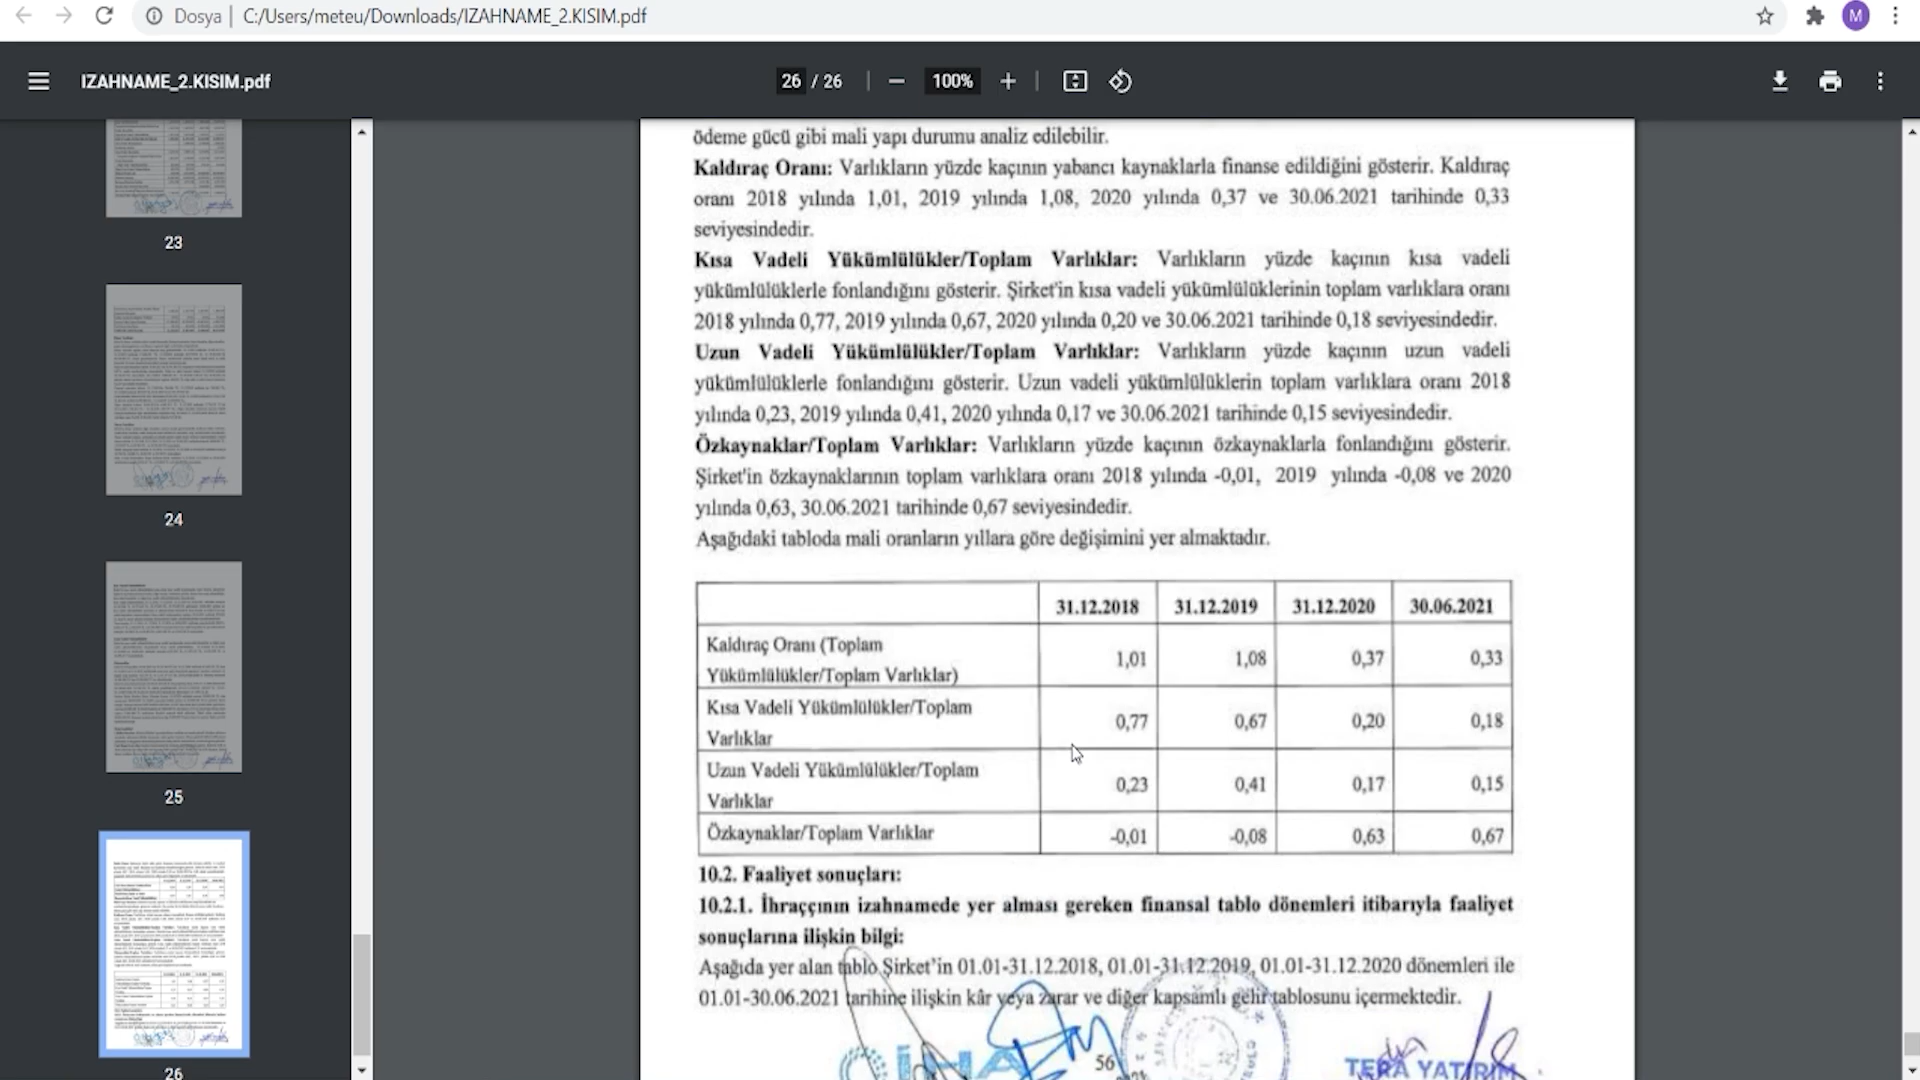 Dosya | C:/Users/meteu/Downloads/IZAHNAME_2.KISIM.pdf
M
IZAHNAME_2.KISIM.pdf
26 / 26
100%
23
24
25
26
ödeme gücü gibi mali yapı durumu analiz edilebilir.
Kaldıraç Oranı: Varlıkların yüzde kaçının yabancı kaynaklarla finanse edildiğini gösterir. Kaldıraç
oranı 2018 yılında 1,01, 2019 yılında 1,08, 2020 yılında 0,37 ve 30.06.2021 tarihinde 0,33
seviyesindedir.
Kısa Vadeli Yükümlülükler/Toplam Varlıklar: Varlıkların yüzde kaçının kısa vadeli
yükümlülüklerle fonlandığını gösterir. Şirket'in kısa vadeli yükümlülüklerinin toplam varlıklara oranı
2018 yılında 0,77, 2019 yılında 0,67, 2020 yılında 0,20 ve 30.06.2021 tarihinde 0,18 seviyesindedir.
Uzun Vadeli Yükümlülükler/Toplam Varlıklar: Varlıkların yüzde kaçının uzun vadeli
yükümlülüklerle fonlandığını gösterir. Uzun vadeli yükümlülüklerin toplam varlıklara oranı 2018
yılında 0,23, 2019 yılında 0,41, 2020 yılında 0,17 ve 30.06.2021 tarihinde 0,15 seviyesindedir.
Özkaynaklar/Toplam Varlıklar: Varlıkların yüzde kaçının özkaynaklarla fonlandığını gösterir.
Şirket'in özkaynaklarının toplam varlıklara oranı 2018 yılında -0,01, 2019 yılında -0,08 ve 2020
yılında 0,63, 30.06.2021 tarihinde 0,67 seviyesindedir.
Aşağıdaki tabloda mali oranların yıllara göre değişimini yer almaktadır.
31.12.2018 31.12.2019 31.12.2020 30.06.2021
Kaldıraç Oranı (Toplam
Yükümlülükler/Toplam Varlıklar) 1,01 1,08 0,37 0,33
Kısa Vadeli Yükümlülükler/Toplam
Varlıklar 0,77 0,67 0,20 0,18
Uzun Vadeli Yükümlülükler/Toplam
Varlıklar 0,23 0,41 0,17 0,15
Özkaynaklar/Toplam Varlıklar -0,01 -0,08 0,63 0,67
10.2. Faaliyet sonuçları:
10.2.1. İhraççının izahnamede yer alması gereken finansal tablo dönemleri itibarıyla faaliyet
sonuçlarına ilişkin bilgi:
Aşağıda yer alan tablo Şirket'in 01.01-31.12.2018, 01.01-31.12.2019, 01.01-31.12.2020 dönemleri ile
01.01-30.06.2021 tarihine ilişkin kâr veya zarar ve diğer kapsamlı gelir tablosunu içermektedir.
56
TERA YATIRIM